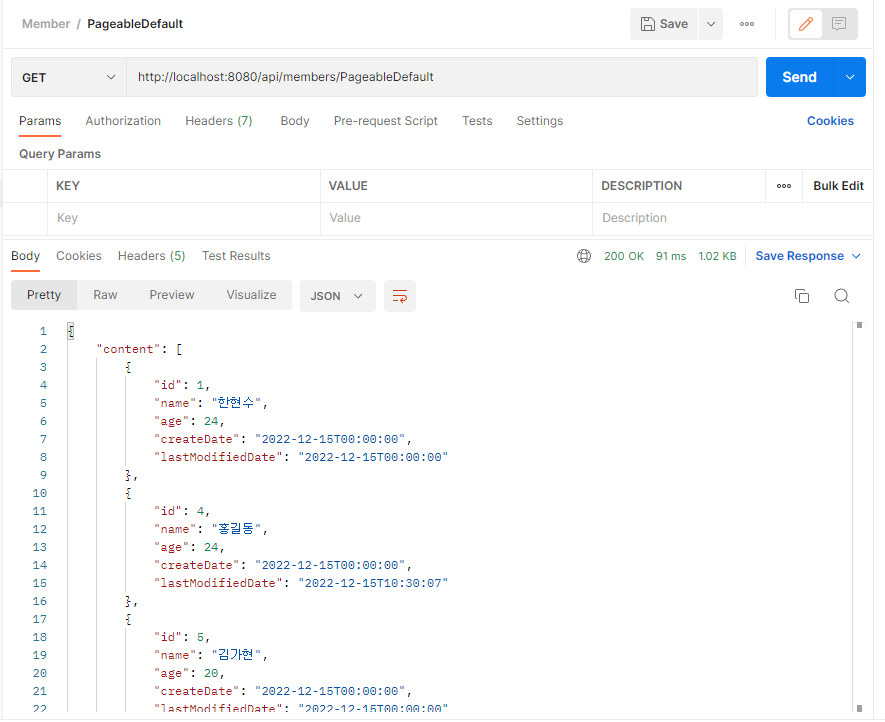 Member / PageableDefault
Save
GET http://localhost:8080/api/members/PageableDefault Send
Params Authorization Headers (7) Body Pre-request Script Tests Settings Cookies
Query Params
KEY VALUE DESCRIPTION Bulk Edit
Key Value Description
Body Cookies Headers (5) Test Results 200 OK 91 ms 1.02 KB Save Response
Pretty Raw Preview Visualize JSON
1 {
2 "content": [
3 {
4 "id": 1,
5 "name": "한현수",
6 "age": 24,
7 "createDate": "2022-12-15T00:00:00",
8 "lastModifiedDate": "2022-12-15T00:00:00"
9 },
10 {
11 "id": 4,
12 "name": "홍길동",
13 "age": 24,
14 "createDate": "2022-12-15T00:00:00",
15 "lastModifiedDate": "2022-12-15T10:30:07"
16 },
17 {
18 "id": 5,
19 "name": "김가현",
20 "age": 20,
21 "createDate": "2022-12-15T00:00:00",
22 "lastModifiedDate": "2022-12-15T00:00:00"